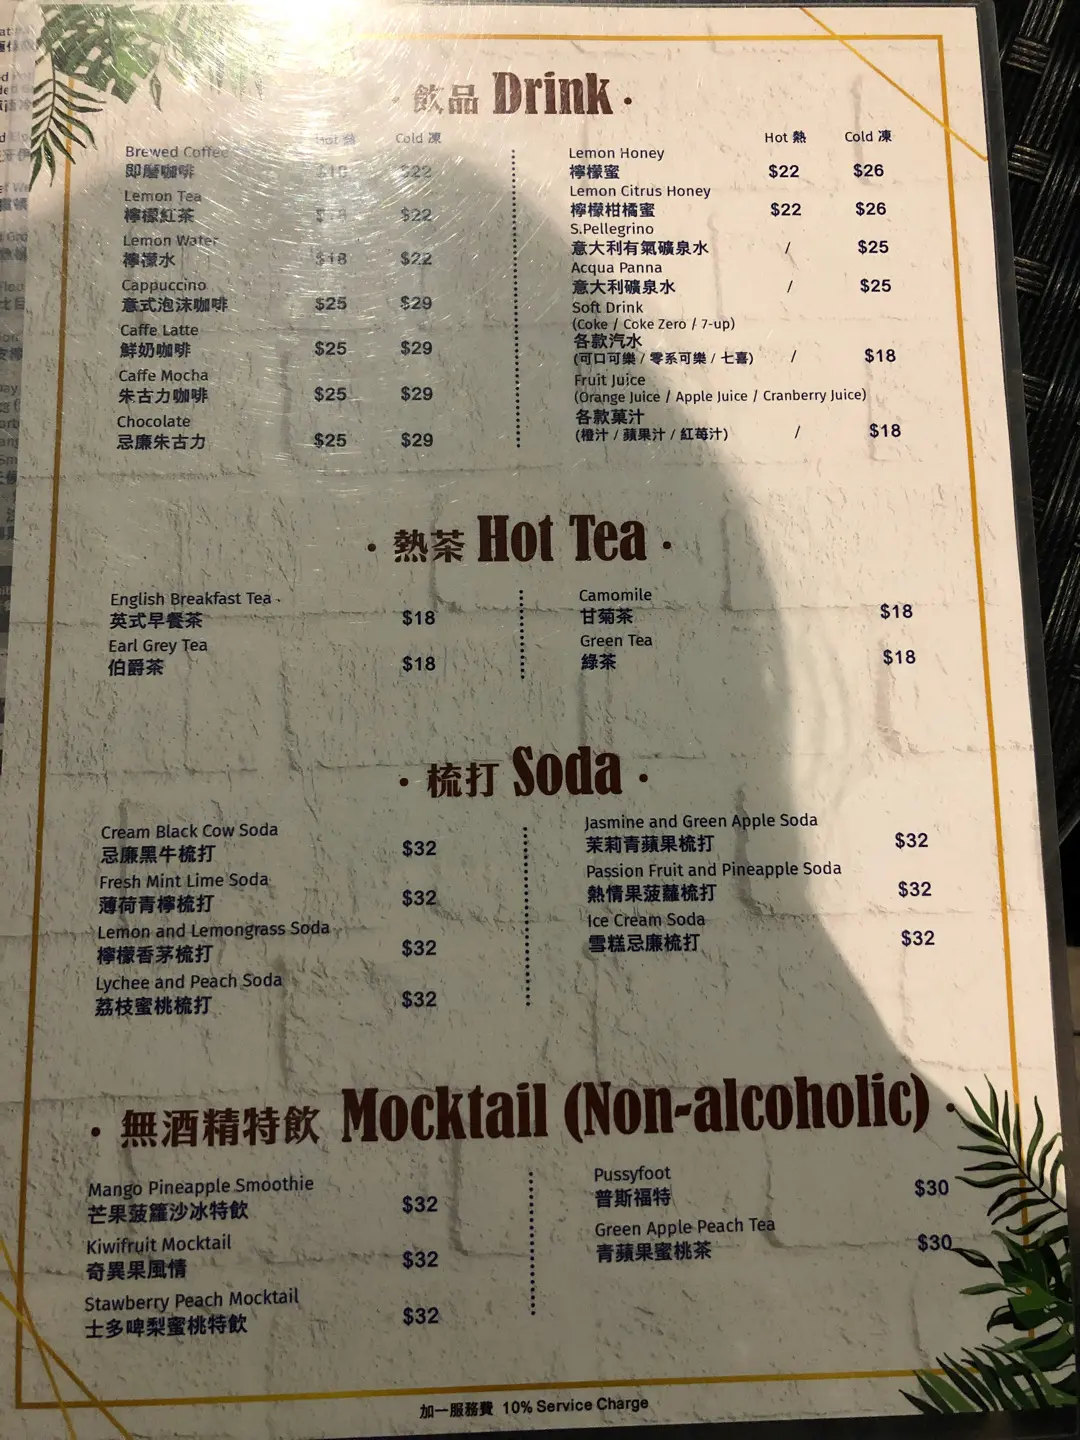 · 飲品 Drink ·
Hot 熱 Cold 凍
Brewed Coffee
即磨咖啡 $18 $22
Lemon Tea
檸檬紅茶 $18 $22
Lemon Water
檸檬水 $18 $22
Cappuccino
意式泡沫咖啡 $25 $29
Caffe Latte
鮮奶咖啡 $25 $29
Caffe Mocha
朱古力咖啡 $25 $29
Chocolate
忌廉朱古力 $25 $29
Hot 熱 Cold 凍
Lemon Honey
檸檬蜜 $22 $26
Lemon Citrus Honey
檸檬柑橘蜜 $22 $26
S.Pellegrino
意大利有氣礦泉水 / $25
Acqua Panna
意大利礦泉水 / $25
Soft Drink
(Coke / Coke Zero / 7-up)
各款汽水
(可口可樂 / 零系可樂 / 七喜) / $18
Fruit Juice
(Orange Juice / Apple Juice / Cranberry Juice)
各款菓汁
(橙汁 / 蘋果汁 / 紅莓汁) / $18
· 熱茶 Hot Tea ·
English Breakfast Tea
英式早餐茶 $18
Earl Grey Tea
伯爵茶 $18
Camomile
甘菊茶 $18
Green Tea
綠茶 $18
· 梳打 Soda ·
Cream Black Cow Soda
忌廉黑牛梳打 $32
Fresh Mint Lime Soda
薄荷青檸梳打 $32
Lemon and Lemongrass Soda
檸檬香茅梳打 $32
Lychee and Peach Soda
荔枝蜜桃梳打 $32
Jasmine and Green Apple Soda
茉莉青蘋果梳打 $32
Passion Fruit and Pineapple Soda
熱情果菠蘿梳打 $32
Ice Cream Soda
雪糕忌廉梳打 $32
· 無酒精特飲 Mocktail (Non-alcoholic) ·
Mango Pineapple Smoothie
芒果菠籮沙冰特飲 $32
Kiwifruit Mocktail
奇異果風情 $32
Stawberry Peach Mocktail
士多啤梨蜜桃特飲 $32
Pussyfoot
普斯福特 $30
Green Apple Peach Tea
青蘋果蜜桃茶 $30
加一服務費 10% Service Charge